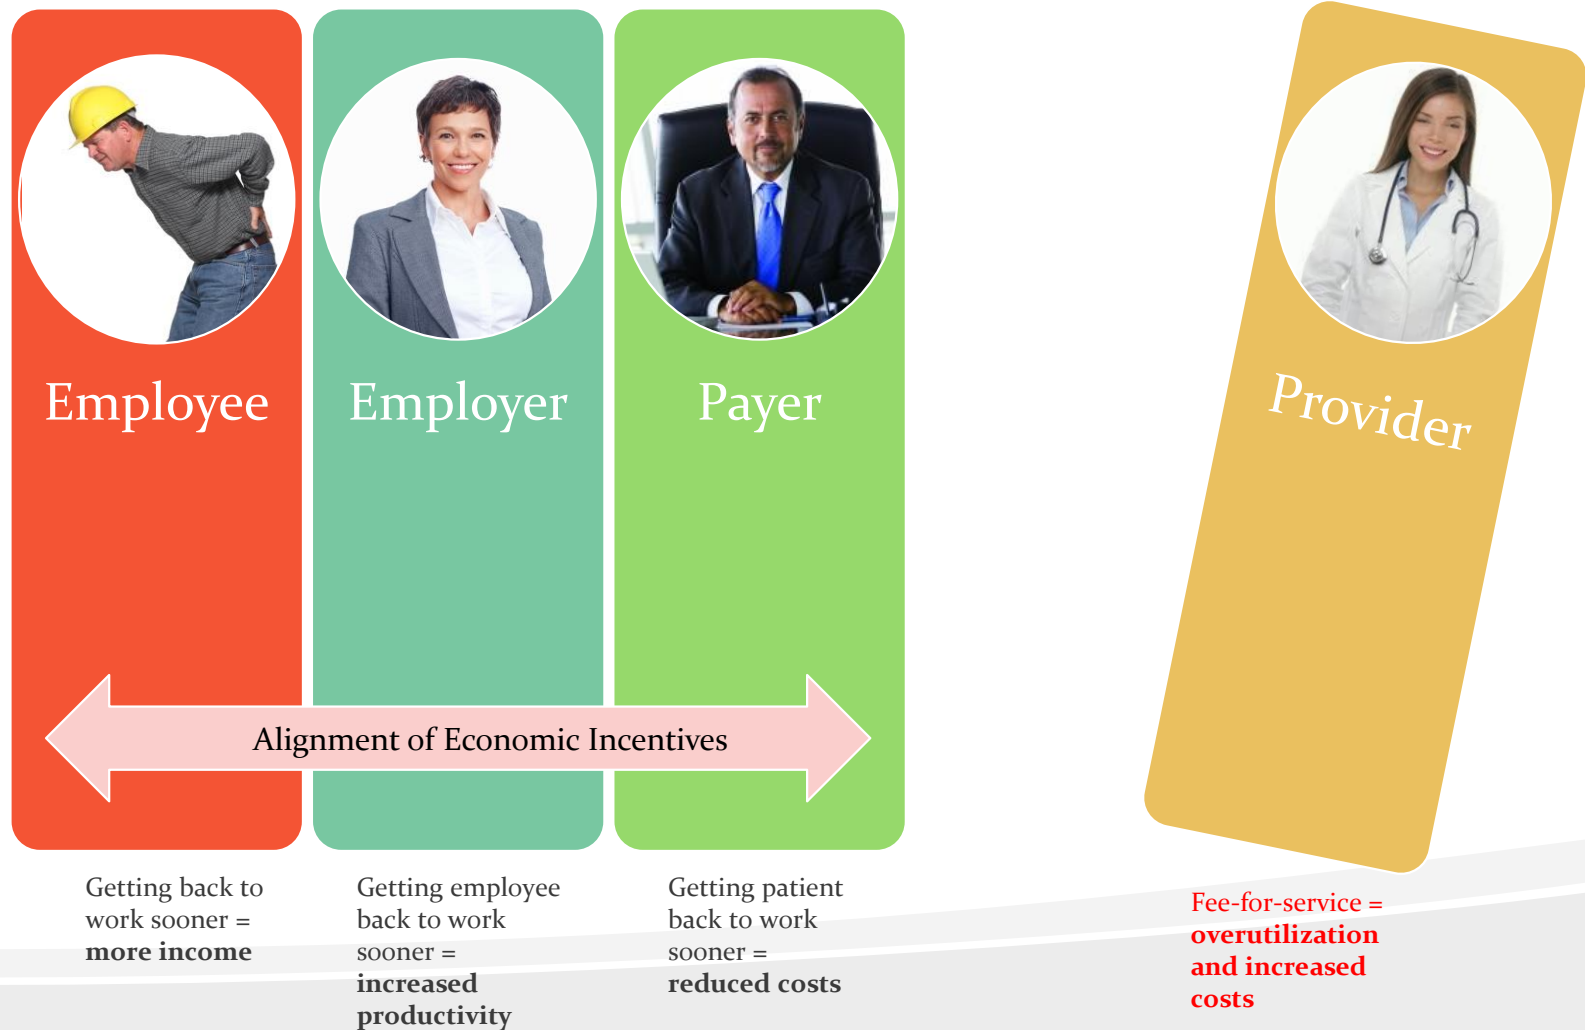 Employee
Employer
Payer
Provider
Alignment of Economic Incentives
Getting back to
work sooner =
more income
Getting employee
back to work
sooner =
increased
productivity
Getting patient
back to work
sooner =
reduced costs
Fee-for-service =
overutilization
and increased
costs